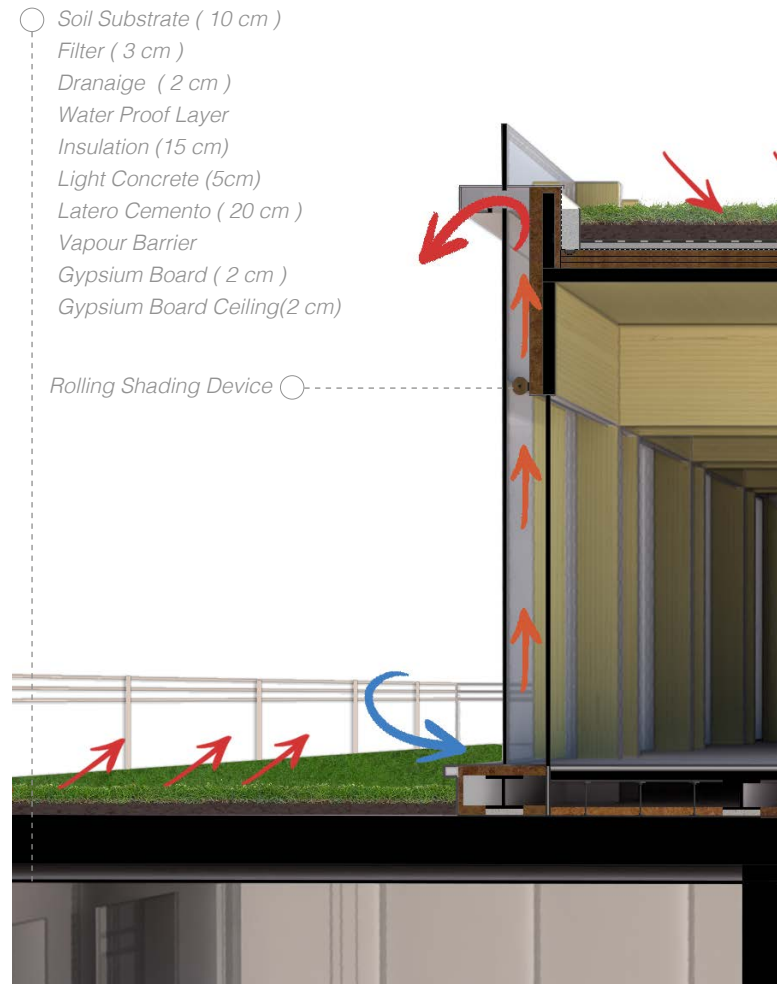 Soil Substrate ( 10 cm )
Filter ( 3 cm )
Dranaige ( 2 cm )
Water Proof Layer
Insulation (15 cm)
Light Concrete (5cm)
Latero Cemento ( 20 cm )
Vapour Barrier
Gypsium Board ( 2 cm )
Gypsium Board Ceiling(2 cm)
Rolling Shading Device